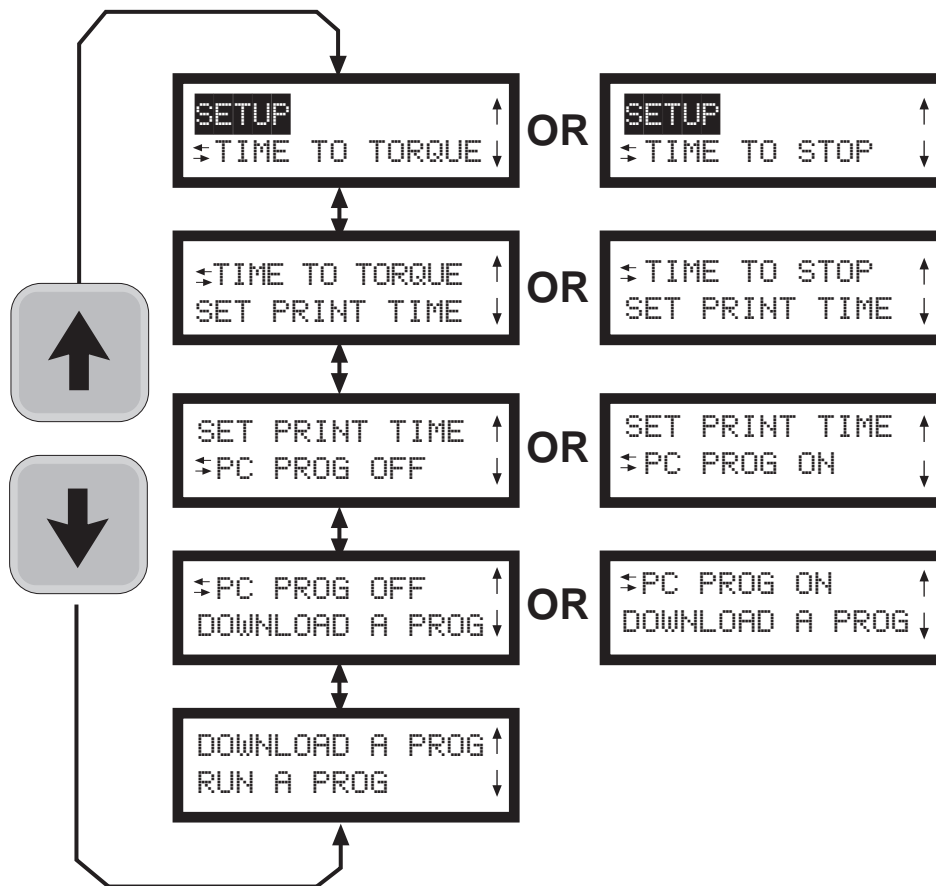 SETUP
TIME TO TORQUE
OR
SETUP
TIME TO STOP
TIME TO TORQUE
SET PRINT TIME
OR
TIME TO STOP
SET PRINT TIME
SET PRINT TIME
PC PROG OFF
OR
SET PRINT TIME
PC PROG ON
PC PROG OFF
DOWNLOAD A PROG
OR
PC PROG ON
DOWNLOAD A PROG
DOWNLOAD A PROG
RUN A PROG